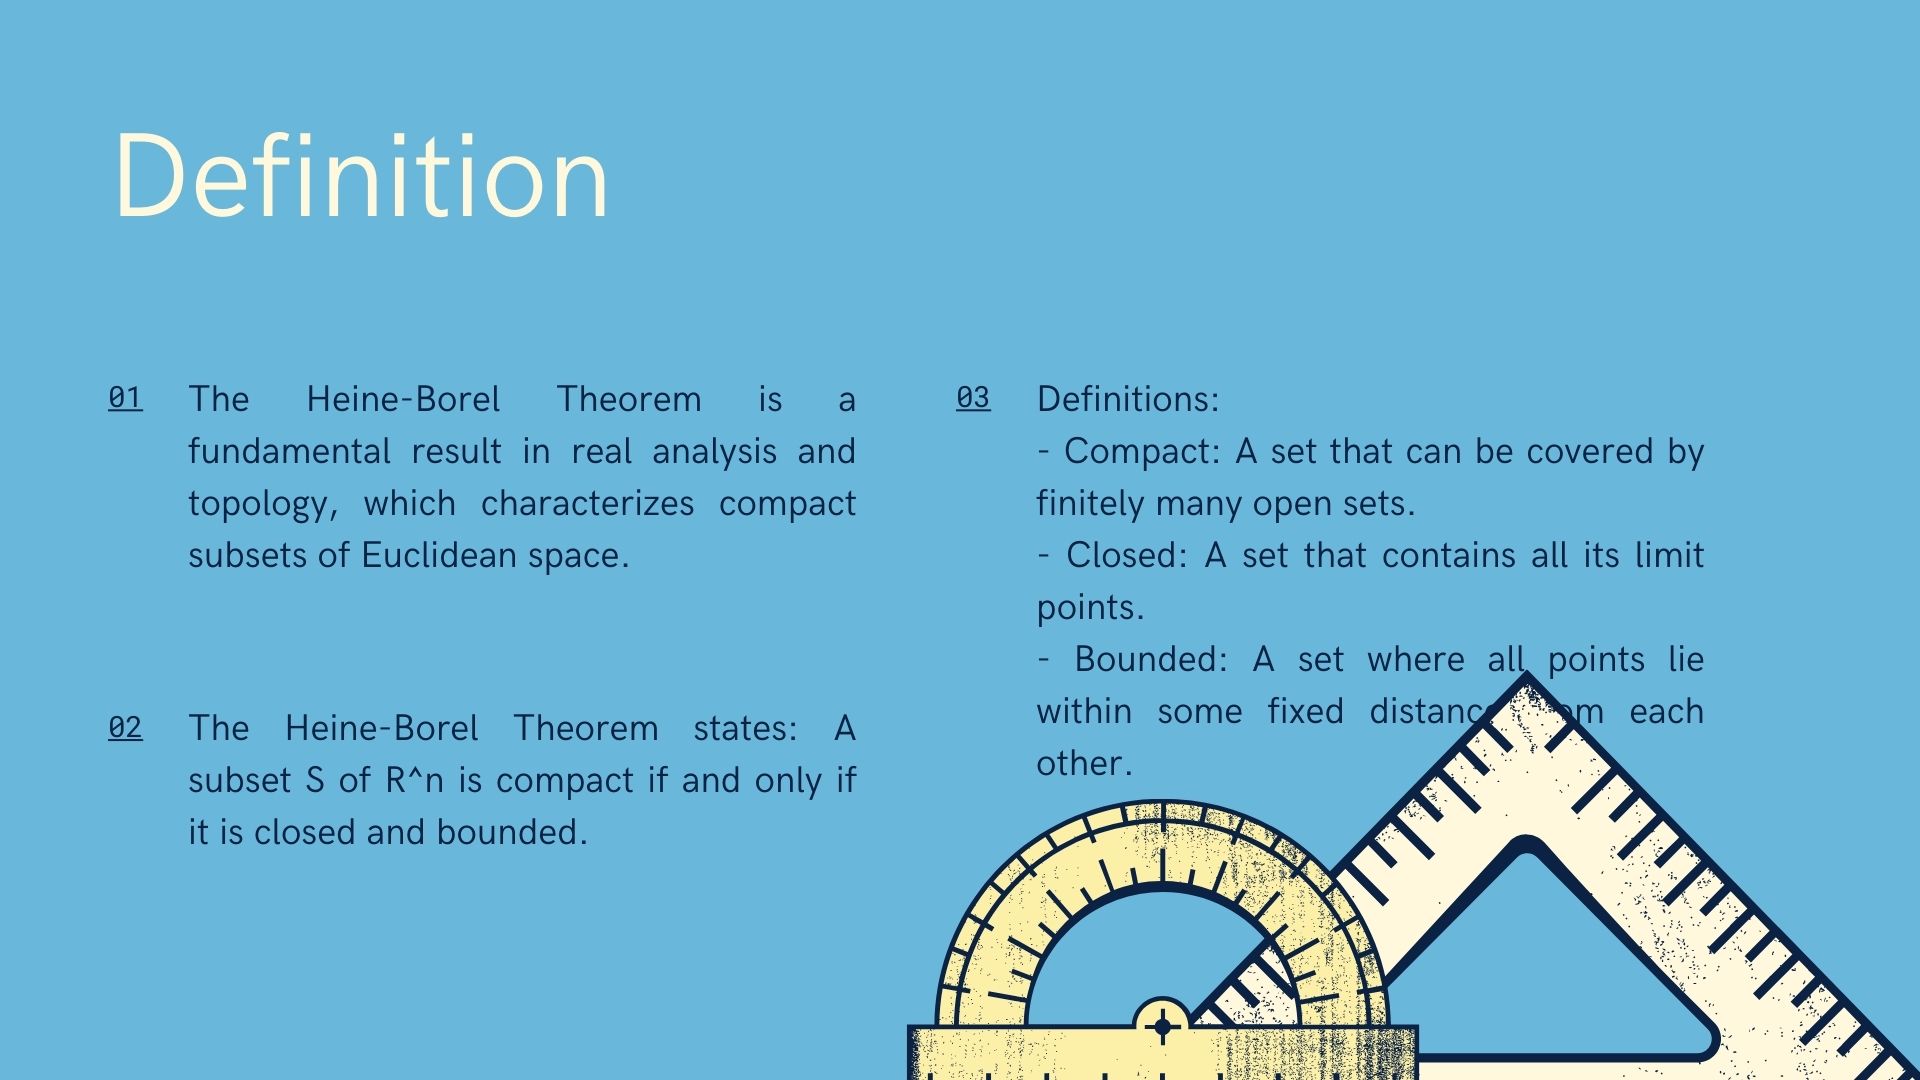 Definition
01
The Heine-Borel Theorem is a
fundamental result in real analysis and
topology, which characterizes compact
subsets of Euclidean space.
02
The Heine-Borel Theorem states: A
subset S of R^n is compact if and only if
it is closed and bounded.
03
Definitions:
- Compact: A set that can be covered by
finitely many open sets.
- Closed: A set that contains all its limit
points.
- Bounded: A set where all points lie
within some fixed distance from each
other.